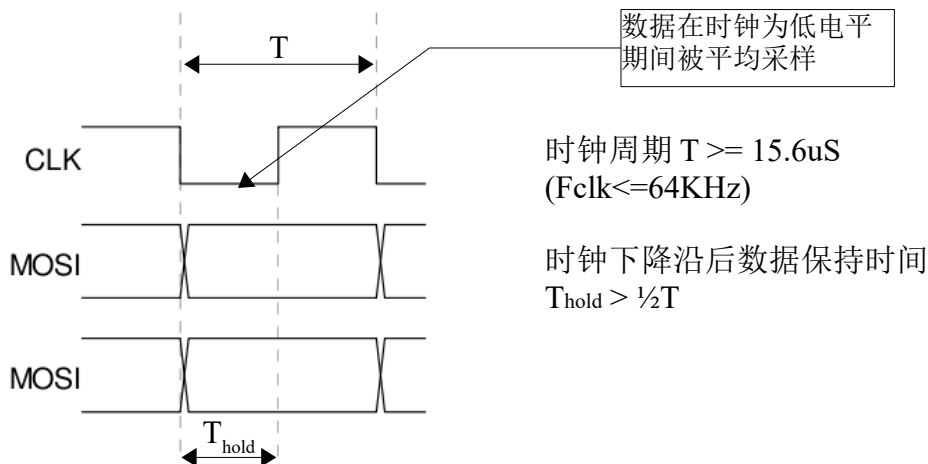 数据在时钟为低电平
期间被平均采样
T
CLK
时钟周期 T >= 15.6uS
(Fclk<=64KHz)
MOSI
时钟下降沿后数据保持时间
Thold > ½T
MOSI
Thold